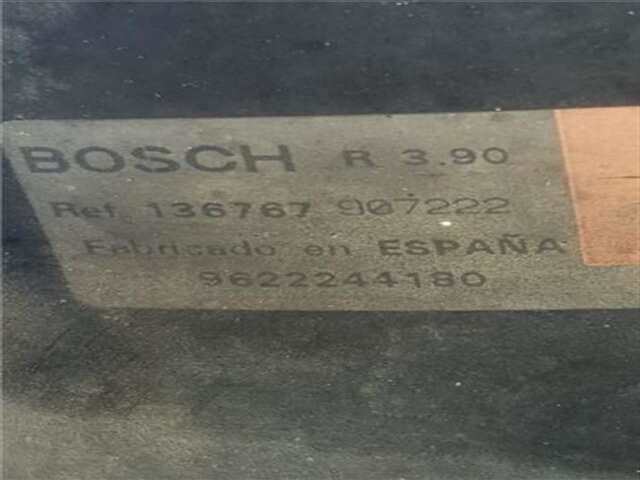 BOSCH R 3.90
Ref. 136767 907222
Fabricado en ESPAÑA
9622244180